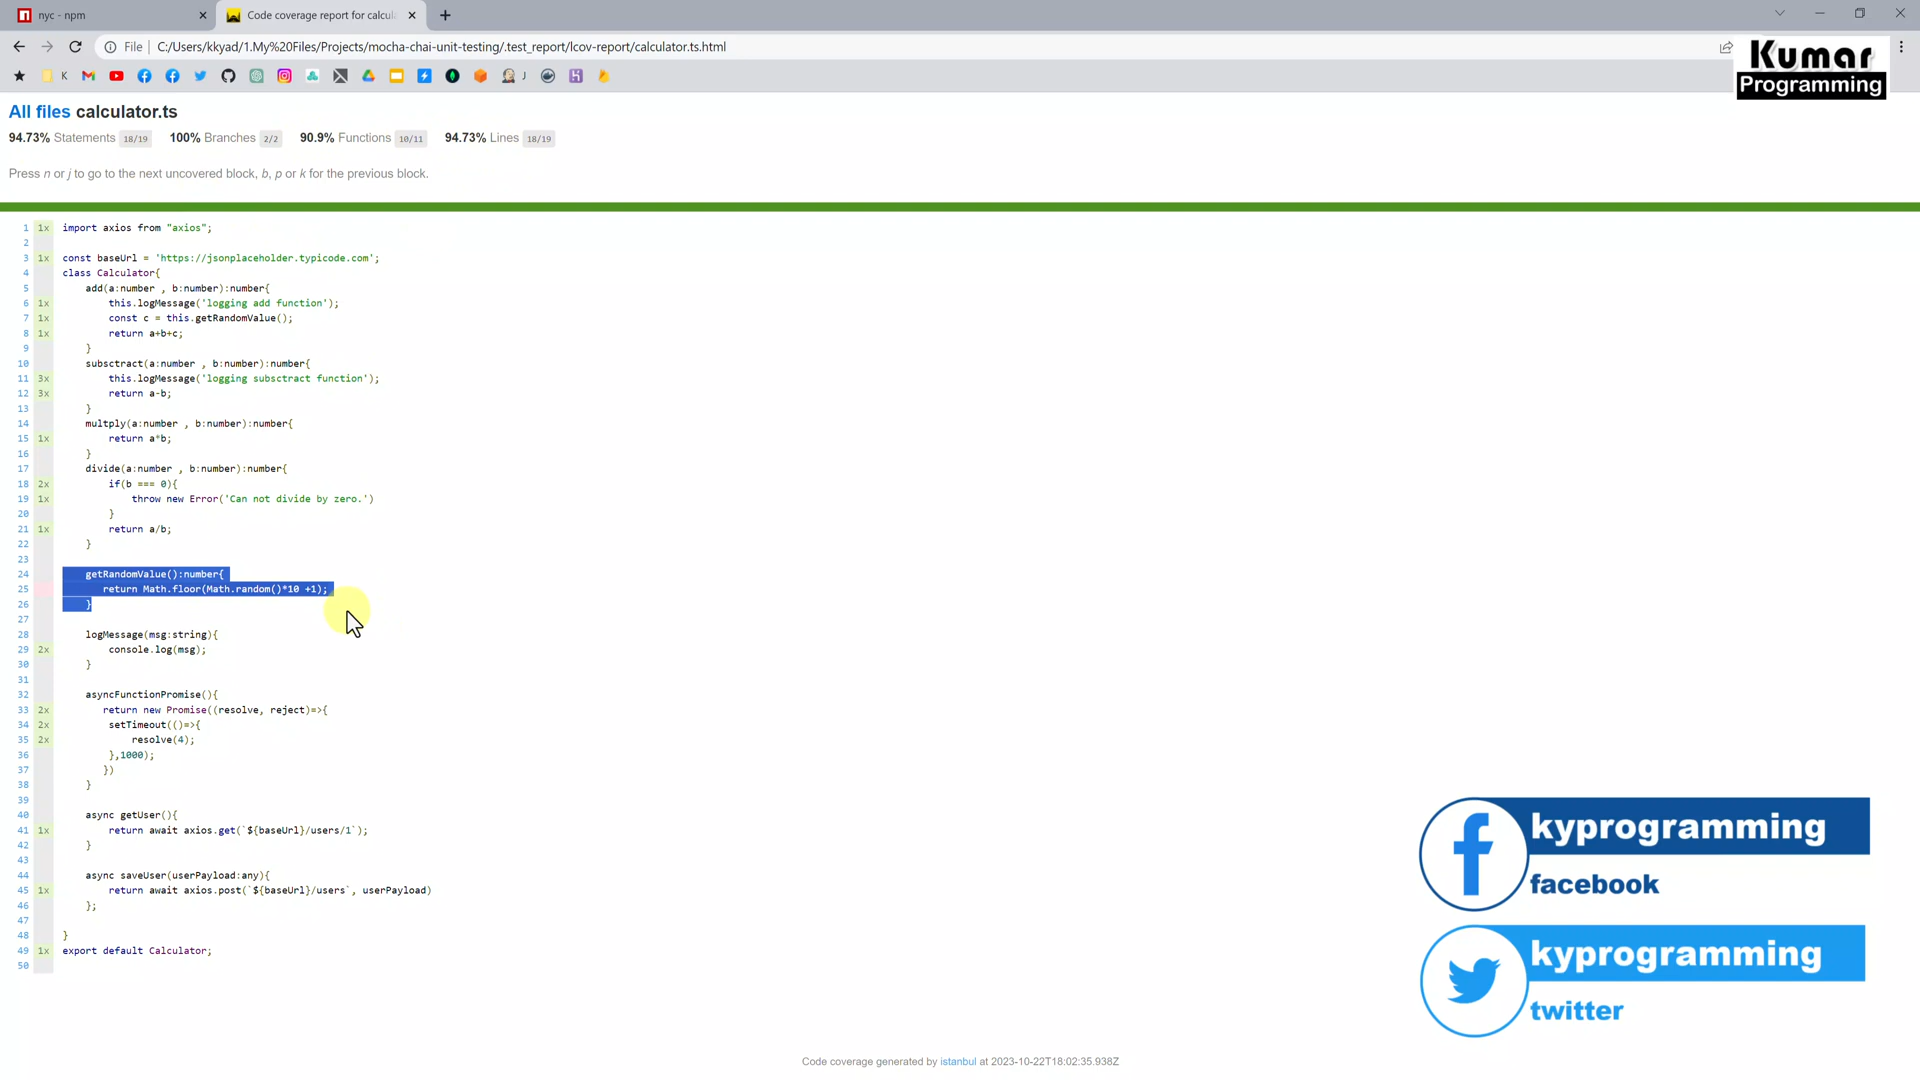 nyc - npm
Code coverage report for calcula
File
C:/Users/kkyad/1.My%20Files/Projects/mocha-chai-unit-testing/.test_report/lcov-report/calculator.ts.html
K
J
Kumar
Programming
All files calculator.ts
94.73% Statements 18/19 100% Branches 2/2 90.9% Functions 10/11 94.73% Lines 18/19
Press n or j to go to the next uncovered block, b, p or k for the previous block.
1 1x import axios from "axios";
2
3 1x const baseUrl = 'https://jsonplaceholder.typicode.com';
4 class Calculator{
5 add(a:number , b:number):number{
6 1x this.logMessage('logging add function');
7 1x const c = this.getRandomValue();
8 1x return a+b+c;
9 }
10 subsctract(a:number , b:number):number{
11 3x this.logMessage('logging subsctract function');
12 3x return a-b;
13 }
14 multply(a:number , b:number):number{
15 1x return a*b;
16 }
17 divide(a:number , b:number):number{
18 2x if(b === 0){
19 1x throw new Error('Can not divide by zero.')
20 }
21 1x return a/b;
22 }
23
24 getRandomValue():number{
25 return Math.floor(Math.random()*10 +1);
26 }
27
28 logMessage(msg:string){
29 2x console.log(msg);
30 }
31
32 asyncFunctionPromise(){
33 2x return new Promise((resolve, reject)=>{
34 2x setTimeout(()=>{
35 2x resolve(4);
36 },1000);
37 })
38 }
39
40 async getUser(){
41 1x return await axios.get(`${baseUrl}/users/1`);
42 }
43
44 async saveUser(userPayload:any){
45 1x return await axios.post(`${baseUrl}/users`, userPayload)
46 };
47
48 }
49 1x export default Calculator;
50
kyprogramming
facebook
kyprogramming
twitter
Code coverage generated by istanbul at 2023-10-22T18:02:35.938Z